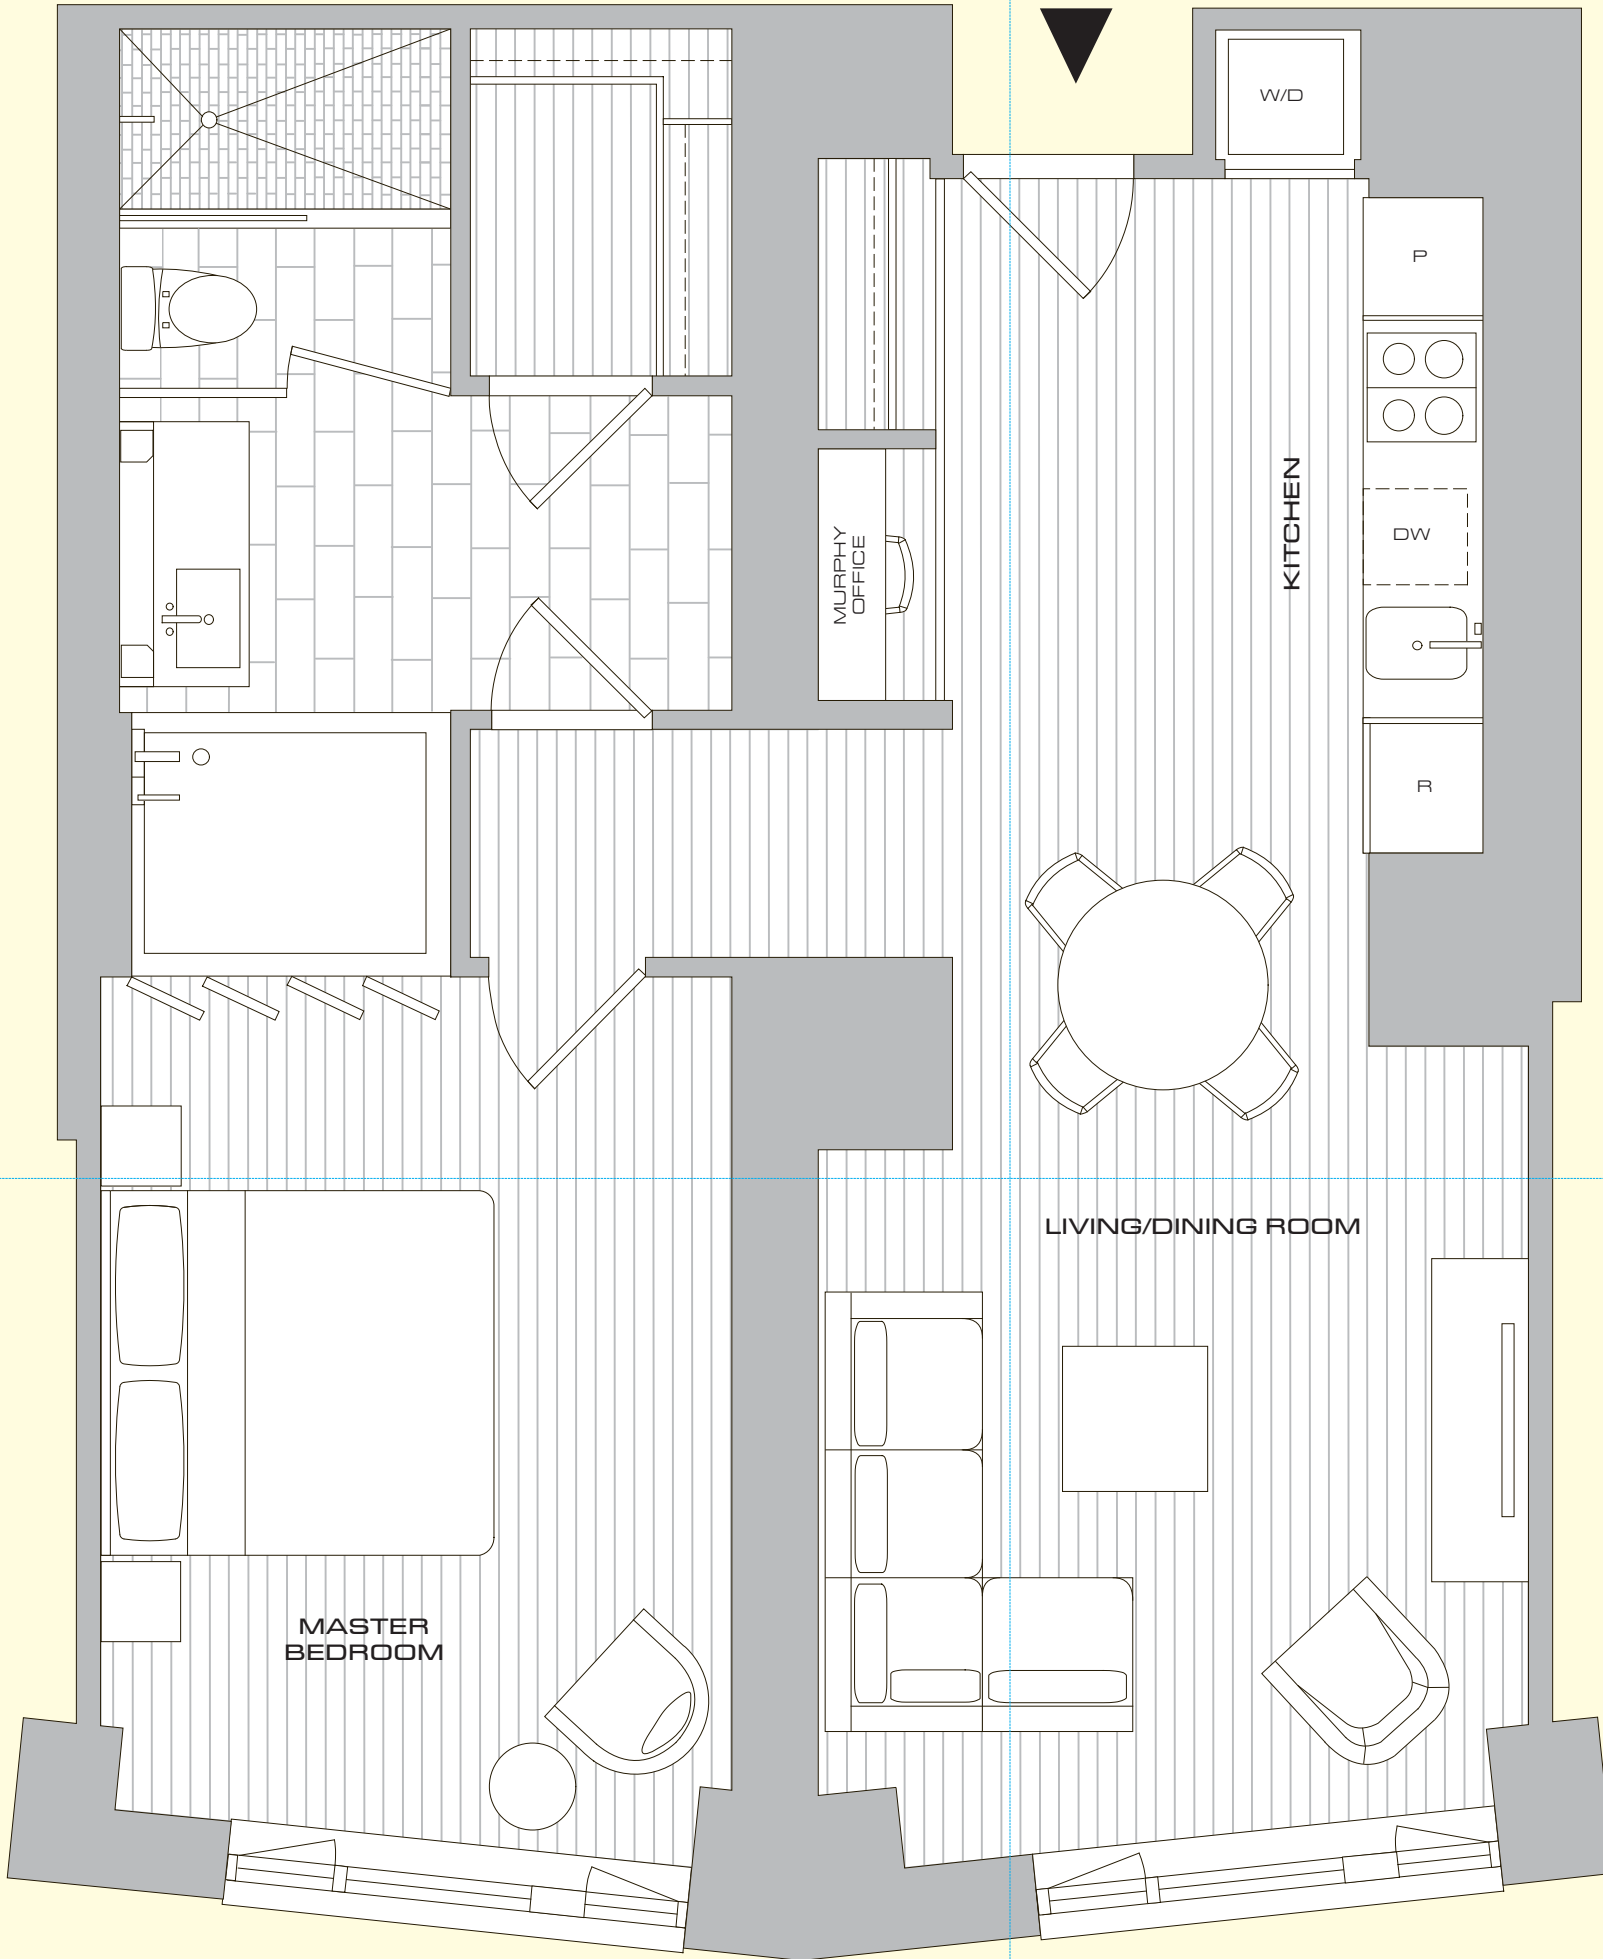 W/D
P
KITCHEN
DW
MURPHY
OFFICE
R
LIVING/DINING ROOM
MASTER
BEDROOM